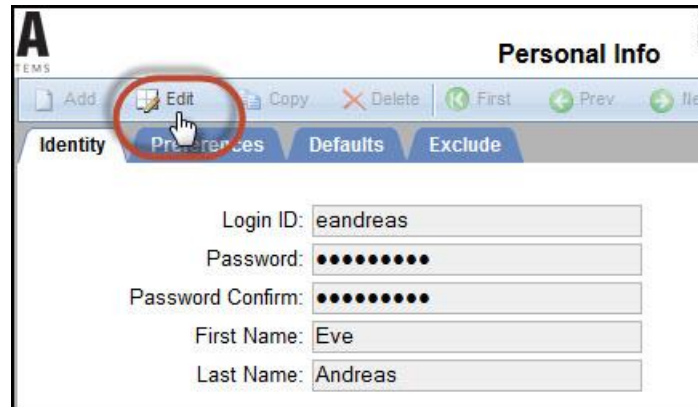 A
TEMS
Personal Info
Add Edit Copy Delete First Prev Ne
Identity Preferences Defaults Exclude
Login ID: eandreas
Password: ●●●●●●●●●
Password Confirm: ●●●●●●●●●
First Name: Eve
Last Name: Andreas